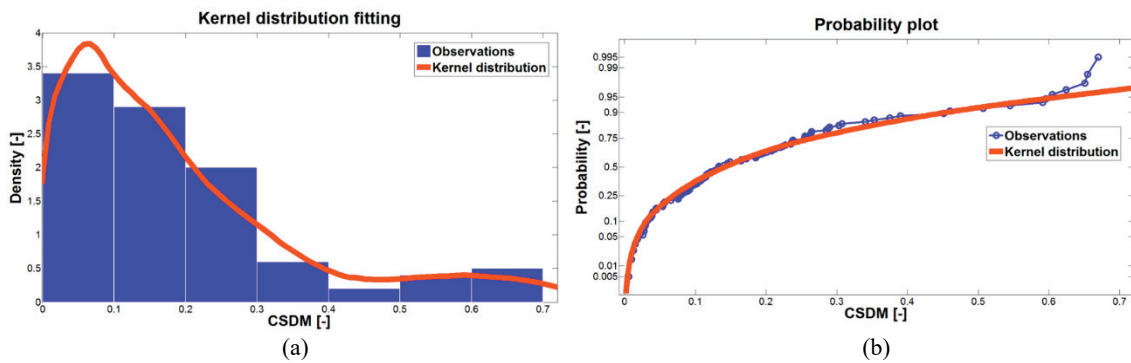 Kernel distribution fitting
4
3.5
3
2.5
2
1.5
1
0.5
0
Density [-]
Observations
Kernel distribution
0 0.1 0.2 0.3 0.4 0.5 0.6 0.7
CSDM [-]
(a)
Probability plot
0.995
0.99
0.95
0.9
0.75
0.5
0.25
0.1
0.05
0.01
0.005
Probability [-]
Observations
Kernel distribution
0 0.1 0.2 0.3 0.4 0.5 0.6 0.7
CSDM [-]
(b)